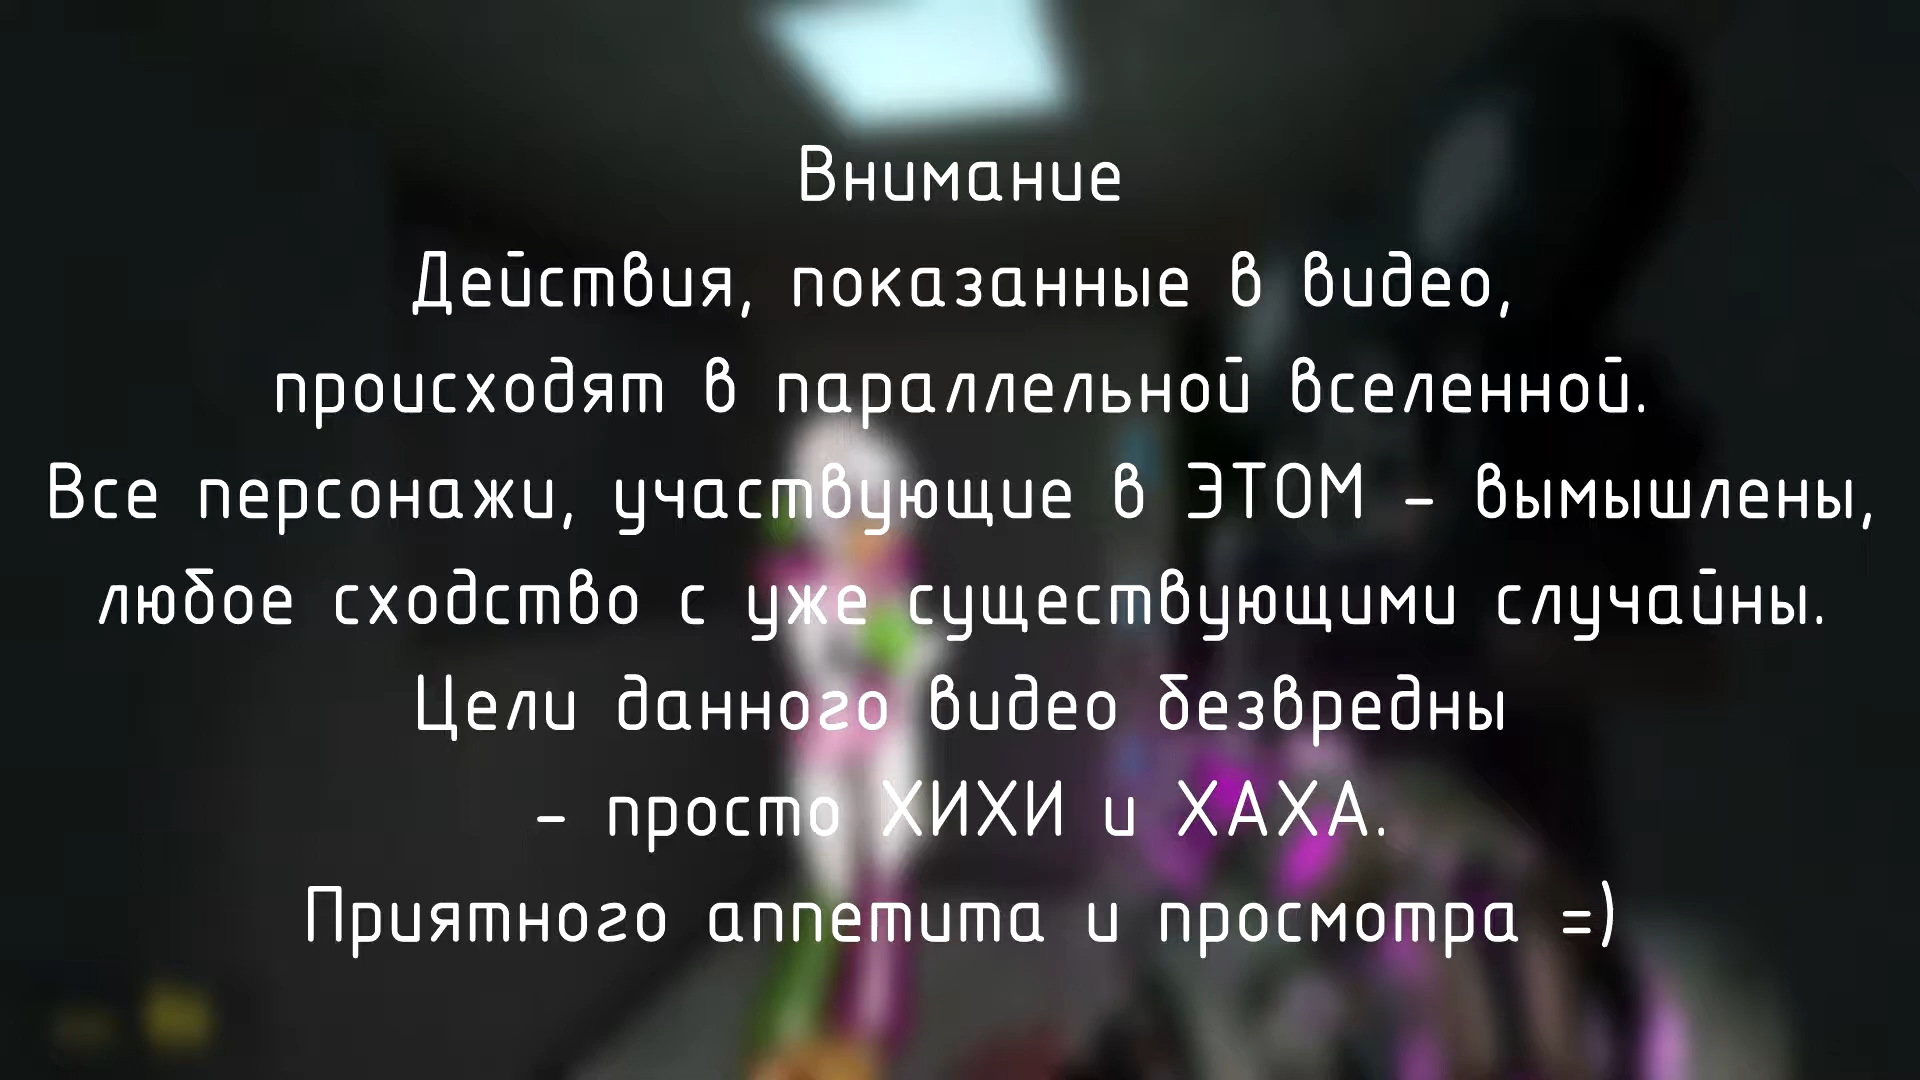 Внимание
Действия, показанные в видео,
происходят в параллельной вселенной.
Все персонажи, участвующие в ЭТОМ - вымышлены,
любое сходство с уже существующими случайны.
Цели данного видео безвредны
- просто ХИХИ и ХАХА.
Приятного аппетита и просмотра =)